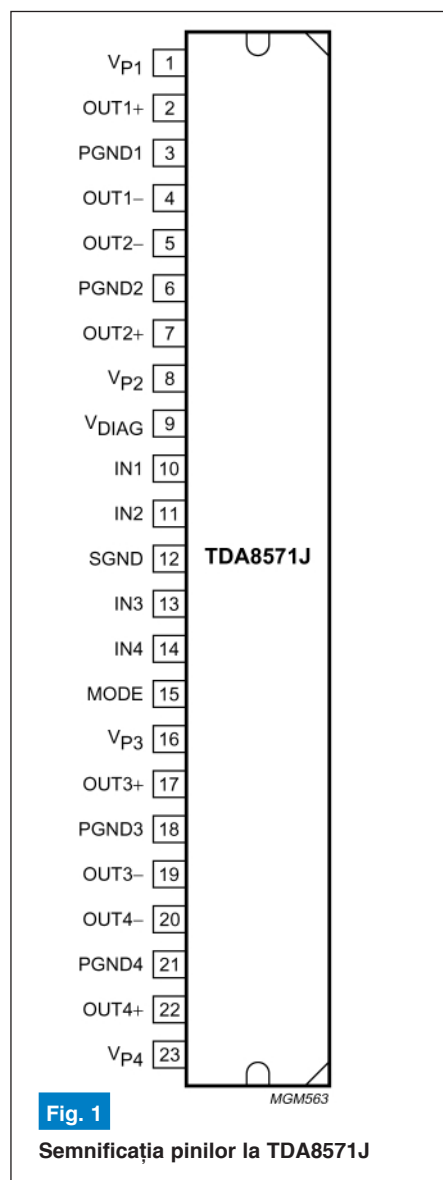 VP1 1
OUT1+ 2
PGND1 3
OUT1− 4
OUT2− 5
PGND2 6
OUT2+ 7
VP2 8
VDIAG 9
IN1 10
IN2 11
SGND 12 TDA8571J
IN3 13
IN4 14
MODE 15
VP3 16
OUT3+ 17
PGND3 18
OUT3− 19
OUT4− 20
PGND4 21
OUT4+ 22
VP4 23
MGM563
Fig. 1
Semnificația pinilor la TDA8571J